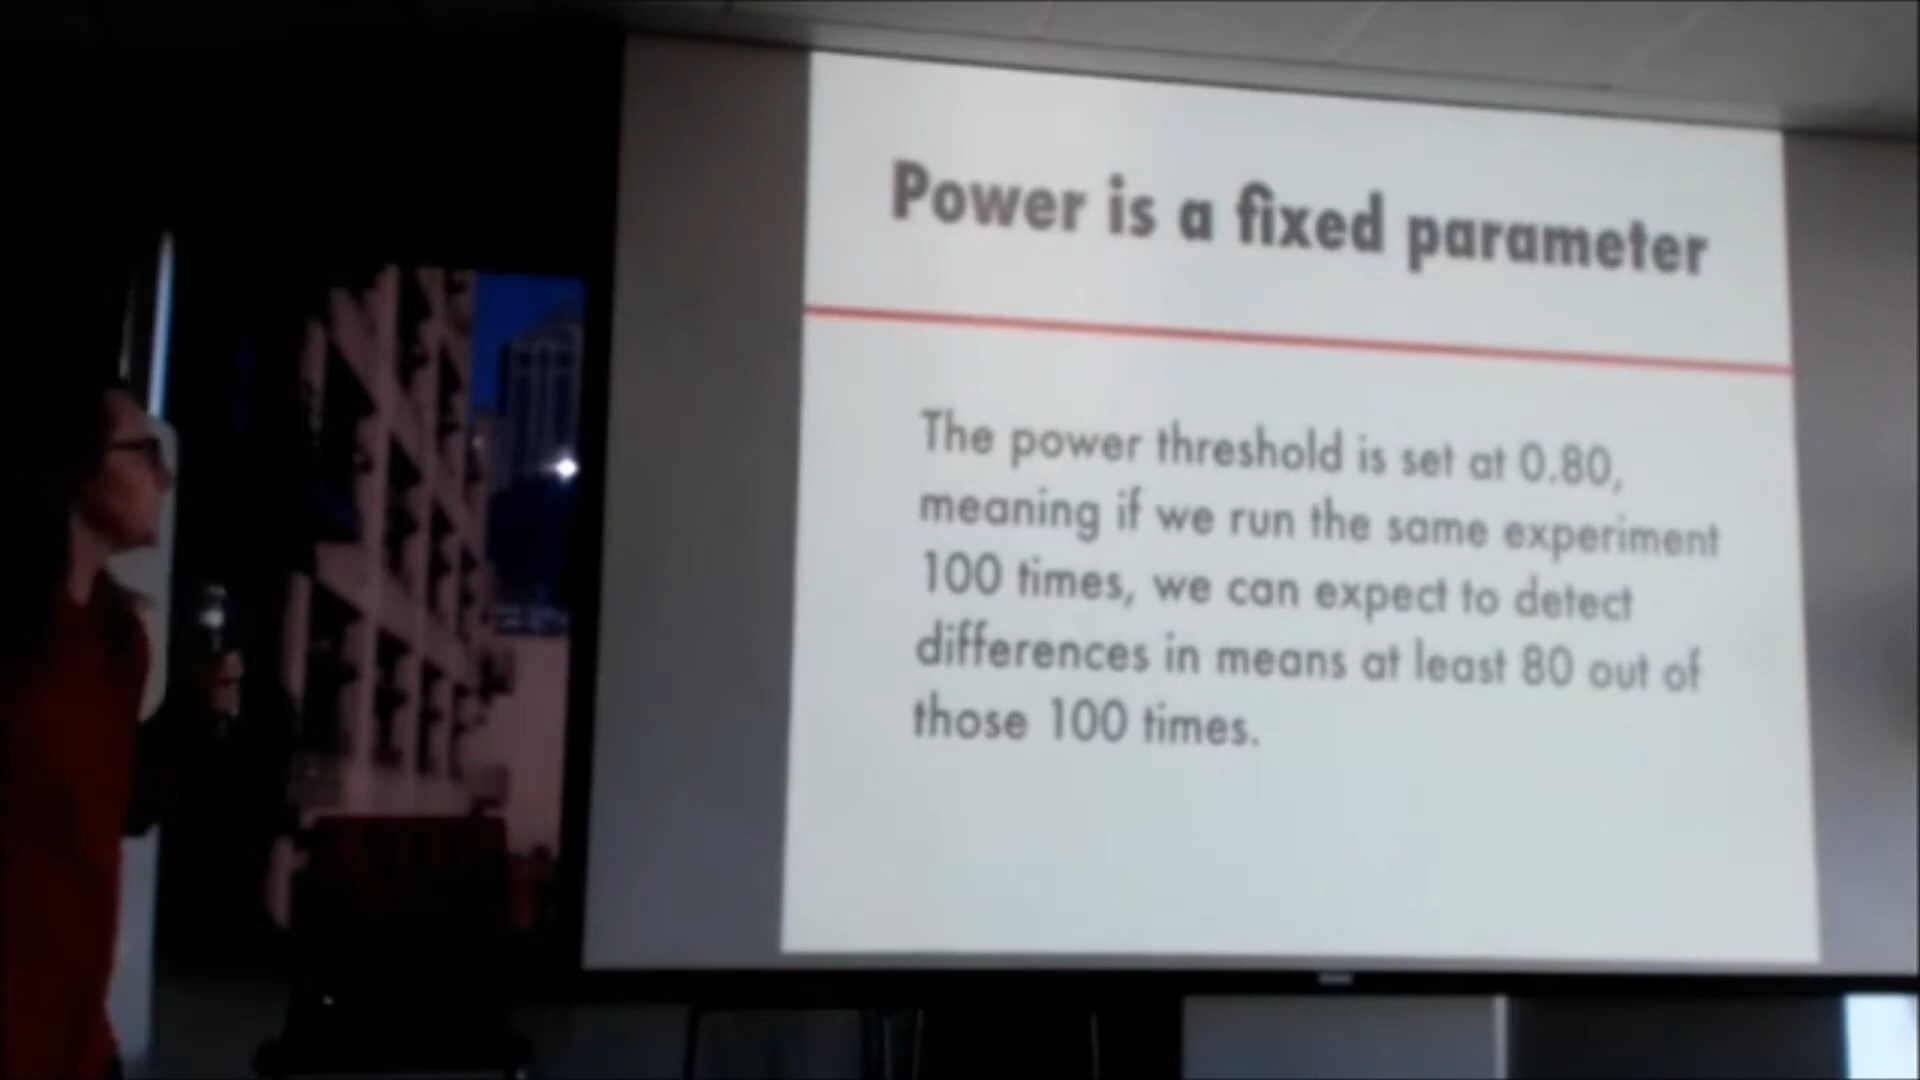 Power is a fixed parameter
The power threshold is set at 0.80,
meaning if we run the same experiment
100 times, we can expect to detect
differences in means at least 80 out of
those 100 times.